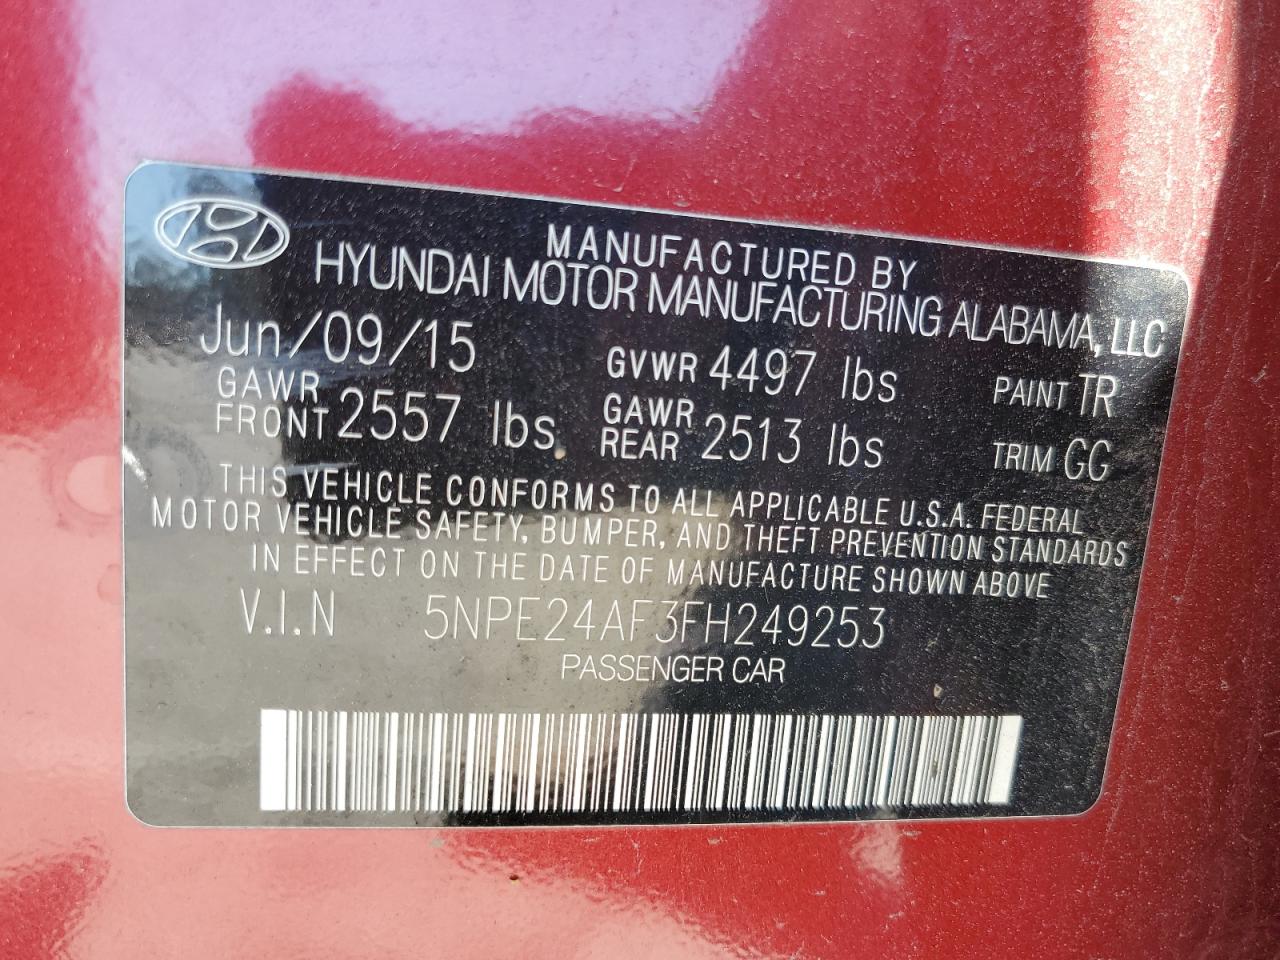 MANUFACTURED BY
HYUNDAI MOTOR MANUFACTURING ALABAMA, LLC
Jun/09/15 GVWR 4497 lbs PAINT TR
GAWR FRONT 2557 lbs. GAWR REAR 2513 lbs TRIM GG
THIS VEHICLE CONFORMS TO ALL APPLICABLE U.S.A. FEDERAL
MOTOR VEHICLE SAFETY, BUMPER, AND THEFT PREVENTION STANDARDS
IN EFFECT ON THE DATE OF MANUFACTURE SHOWN ABOVE
V.I.N 5NPE24AF3FH249253
PASSENGER CAR